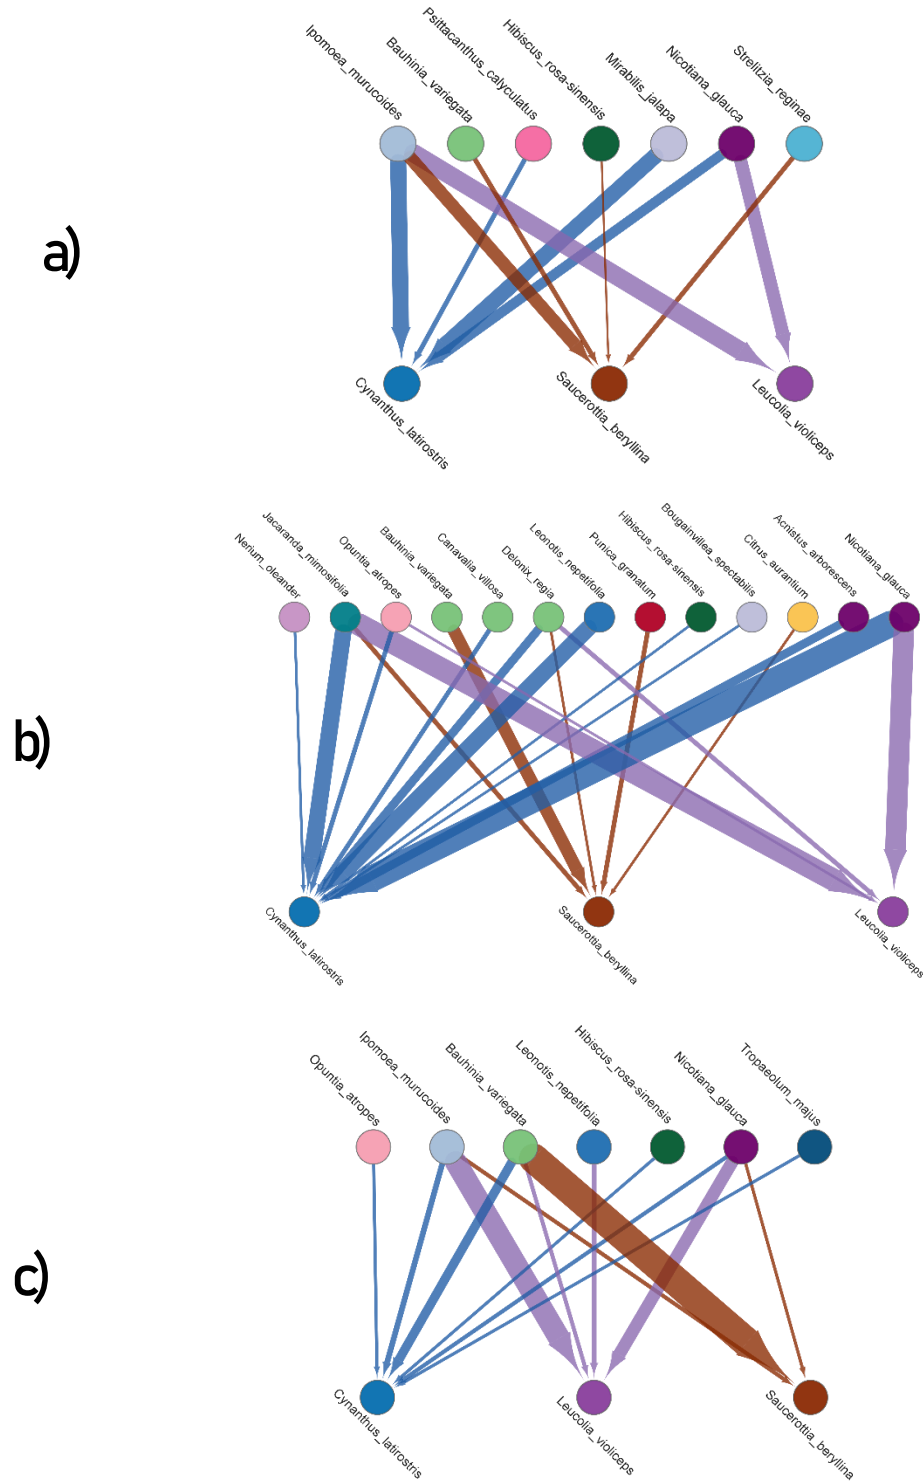 a)
Ipomoea_murucoides
Bauhinia_variegata
Psittacanthus_calyculatus
Hibiscus_rosa-sinensis
Mirabilis_jalapa
Nicotiana_glauca
Strelitzia_reginae
Cynanthus_latirostris
Saucerottia_beryllina
Leucolia_violiceps
b)
Nerium_oleander
Jacaranda_mimosifolia
Opuntia_atropes
Bauhinia_variegata
Canavalia_villosa
Delonix_regia
Leonotis_nepetifolia
Punica_granatum
Hibiscus_rosa-sinensis
Bougainvillea_spectabilis
Citrus_aurantium
Acnistus_arborescens
Nicotiana_glauca
Cynanthus_latirostris
Saucerottia_beryllina
Leucolia_violiceps
c)
Opuntia_atropes
Ipomoea_murucoides
Bauhinia_variegata
Leonotis_nepetifolia
Hibiscus_rosa-sinensis
Nicotiana_glauca
Tropaeolum_majus
Cynanthus_latirostris
Leucolia_violiceps
Saucerottia_beryllina